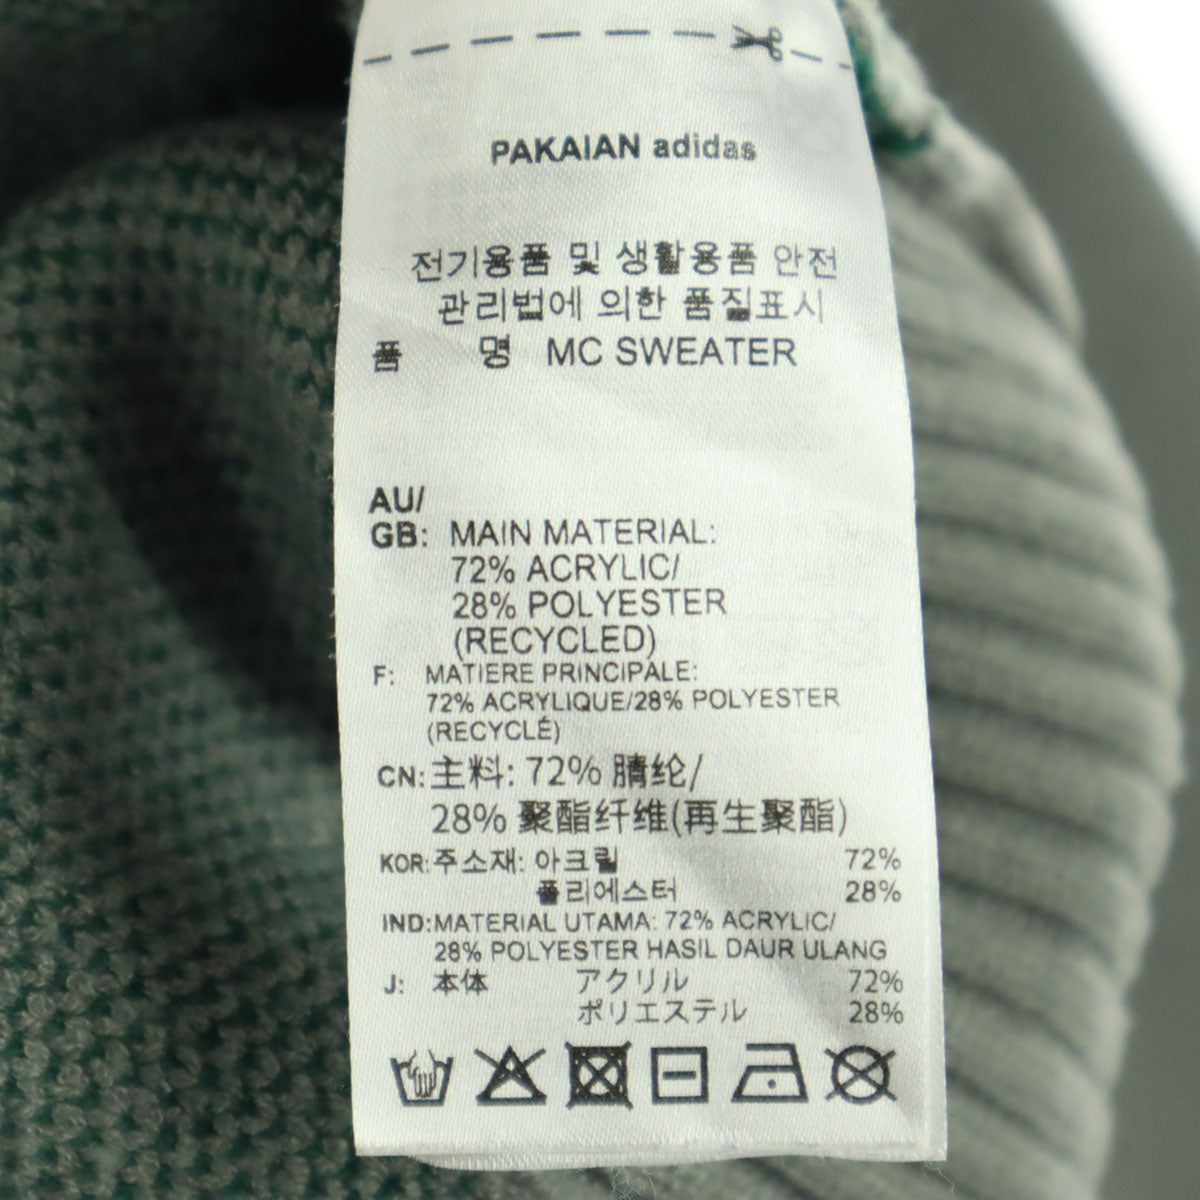 PAKAIAN adidas
전기용품 및 생활용품 안전
관리법에 의한 품질표시
품 명 MC SWEATER
AU/
GB: MAIN MATERIAL:
72% ACRYLIC/
28% POLYESTER
(RECYCLED)
F: MATIERE PRINCIPALE:
72% ACRYLIQUE/28% POLYESTER
(RECYCLÉ)
CN: 主料: 72% 腈纶/
28% 聚酯纤维(再生聚酯)
KOR: 주소재: 아크릴 72%
폴리에스터 28%
IND: MATERIAL UTAMA: 72% ACRYLIC/
28% POLYESTER HASIL DAUR ULANG
J: 本体 アクリル 72%
ポリエステル 28%